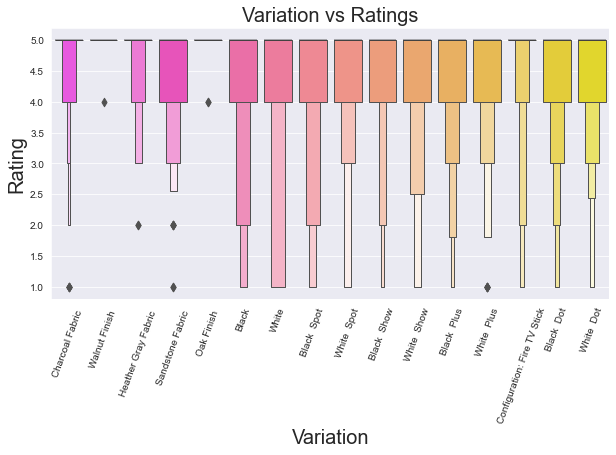 Variation vs Ratings
5.0
4.5
4.0
3.5
3.0
2.5
2.0
1.5
1.0
Rating
Charcoal Fabric
Walnut Finish
Heather Gray Fabric
Sandstone Fabric
Oak Finish
Black
White
Black  Spot
White  Spot
Black  Show
White  Show
Black  Plus
White  Plus
Configuration: Fire TV Stick
Black  Dot
White  Dot
Variation